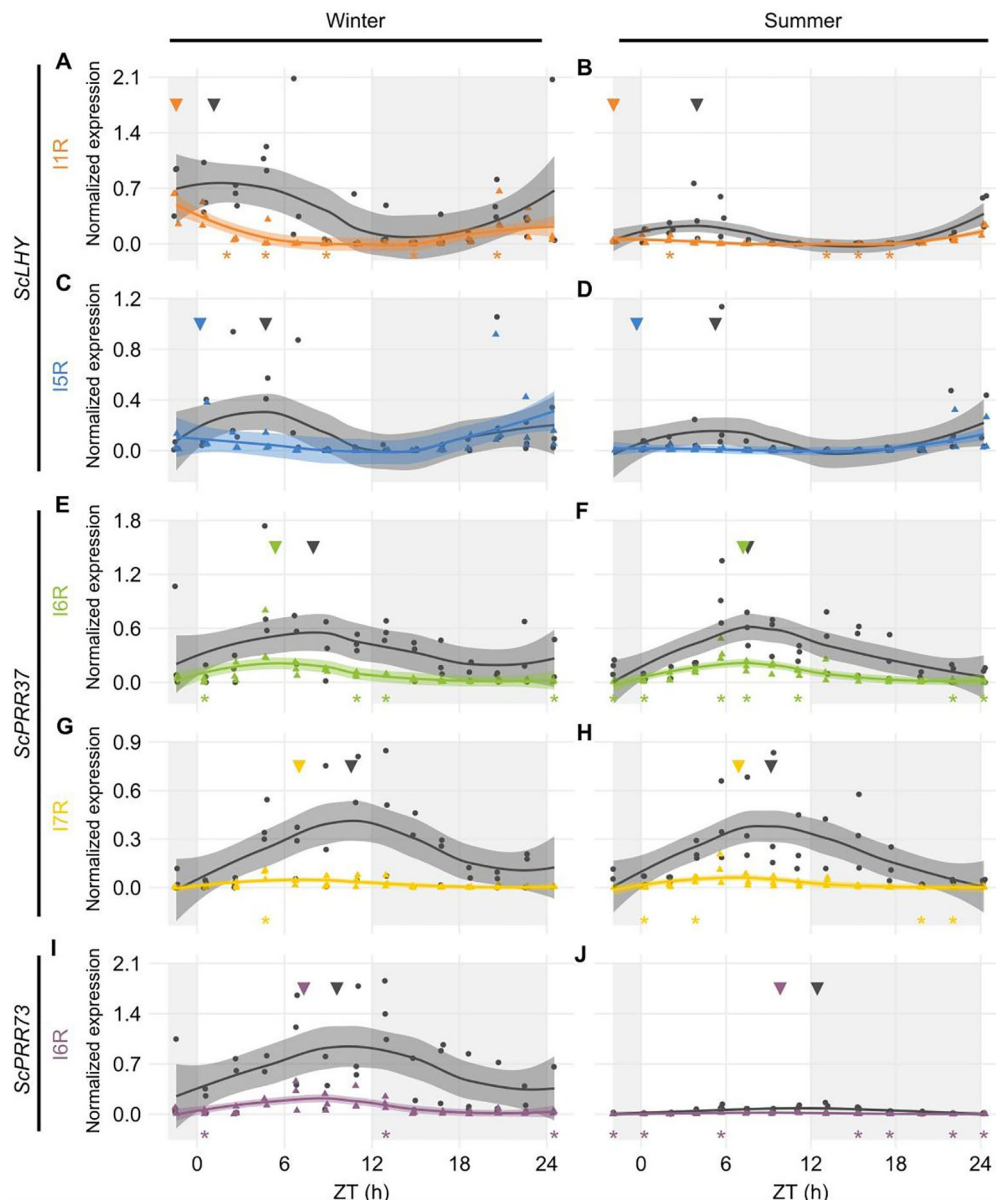 Winter
Summer
A
B
ScLHY
I1R
Normalized expression
2.1
1.4
0.7
0.0
* * * * *
* * * *
C
D
I5R
Normalized expression
1.2
0.8
0.4
0.0
E
F
ScPRR37
I6R
Normalized expression
1.8
1.2
0.6
0.0
* * * *
* * * * * * *
G
H
I7R
Normalized expression
0.9
0.6
0.3
0.0
*
* * * *
I
J
ScPRR73
I6R
Normalized expression
2.1
1.4
0.7
0.0
* * *
* * * * * * *
0 6 12 18 24
0 6 12 18 24
ZT (h)
ZT (h)